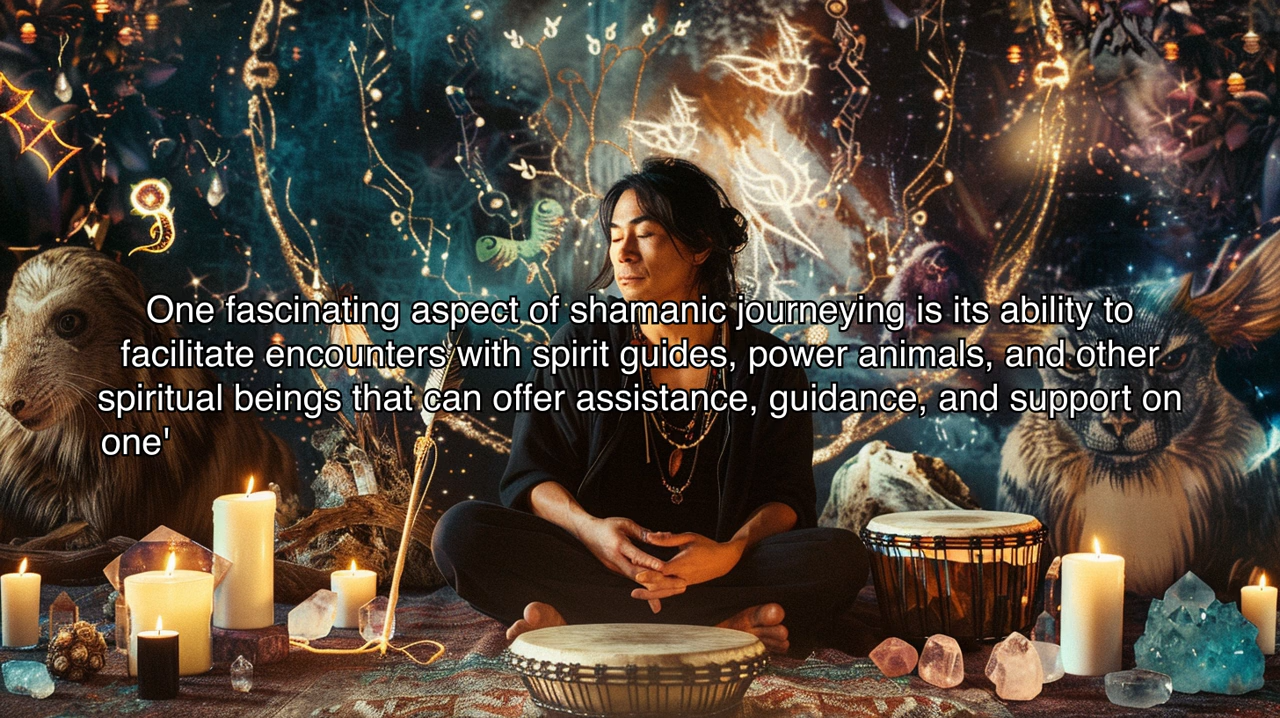 One fascinating aspect of shamanic journeying is its ability to
facilitate encounters with spirit guides, power animals, and other
spiritual beings that can offer assistance, guidance, and support on
one'